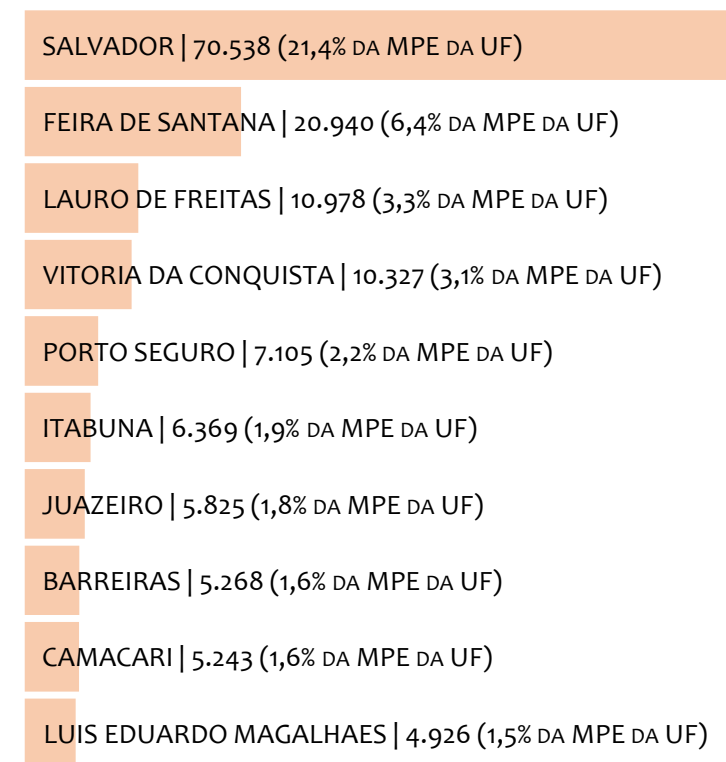 SALVADOR | 70.538 (21,4% DA MPE DA UF)
FEIRA DE SANTANA | 20.940 (6,4% DA MPE DA UF)
LAURO DE FREITAS | 10.978 (3,3% DA MPE DA UF)
VITORIA DA CONQUISTA | 10.327 (3,1% DA MPE DA UF)
PORTO SEGURO | 7.105 (2,2% DA MPE DA UF)
ITABUNA | 6.369 (1,9% DA MPE DA UF)
JUAZEIRO | 5.825 (1,8% DA MPE DA UF)
BARREIRAS | 5.268 (1,6% DA MPE DA UF)
CAMACARI | 5.243 (1,6% DA MPE DA UF)
LUIS EDUARDO MAGALHAES | 4.926 (1,5% DA MPE DA UF)